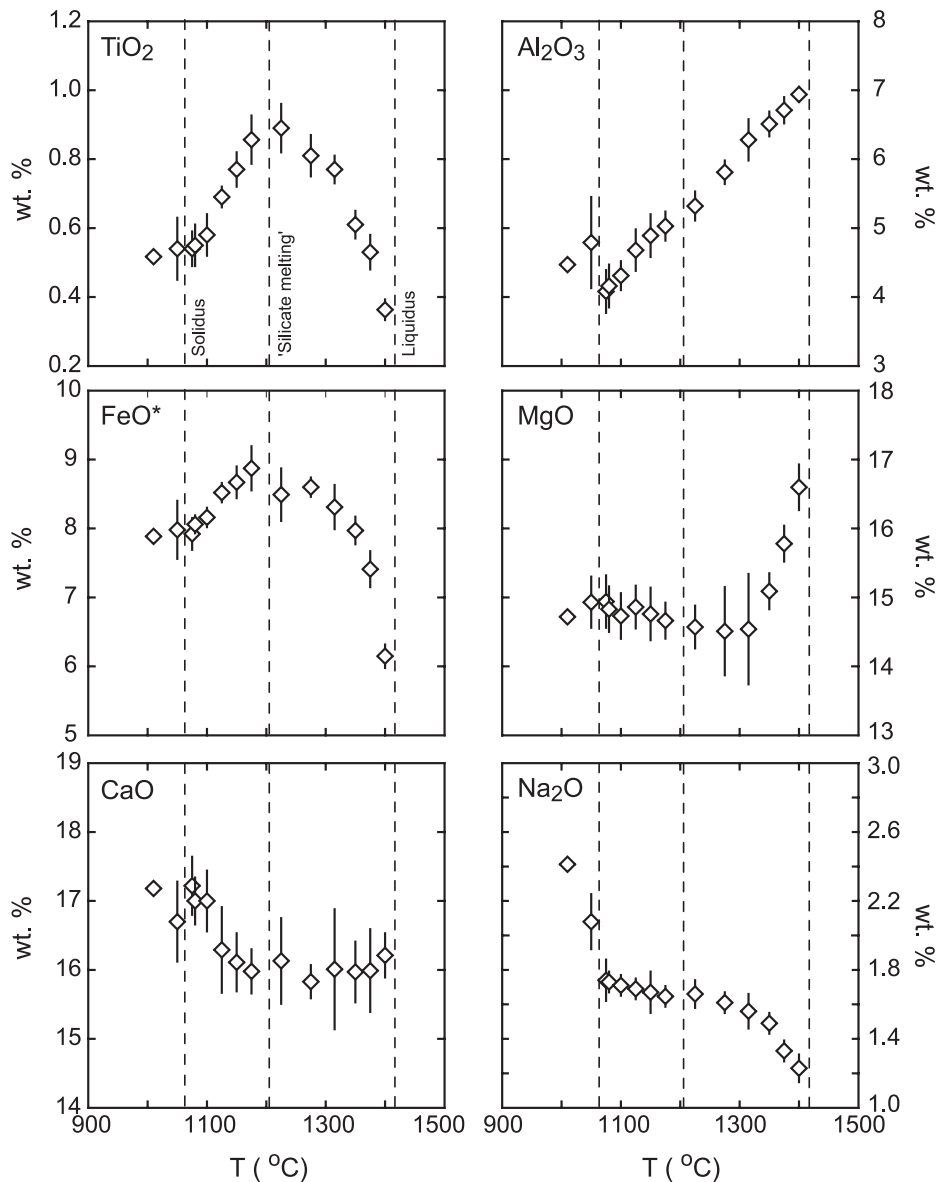 1.2
TiO₂
1.0
0.8
0.6
0.4
0.2
wt. %
Solidus
'Silicate melting'
Liquidus
Al₂O₃
8
7
6
5
4
3
wt. %
10
FeO*
9
8
7
6
5
wt. %
MgO
18
17
16
15
14
13
wt. %
19
CaO
18
17
16
15
14
wt. %
900 1100 1300 1500
T ( °C)
Na₂O
3.0
2.6
2.2
1.8
1.4
1.0
wt. %
900 1100 1300 1500
T ( °C)